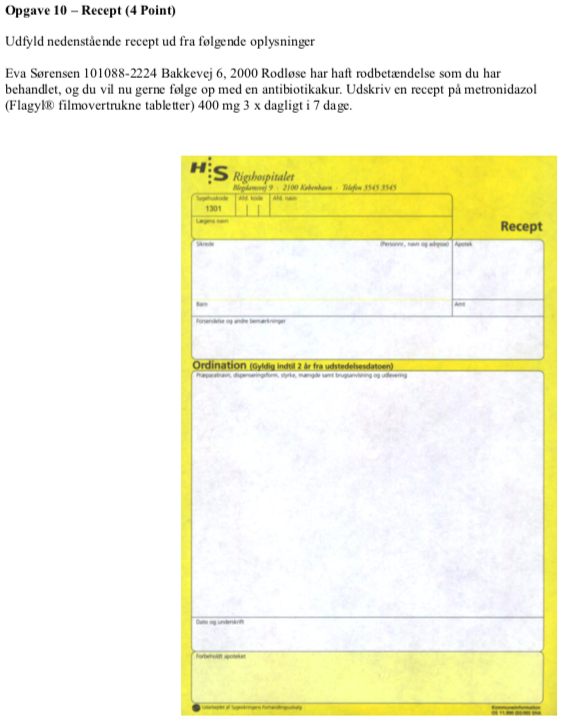 Opgave 10 – Recept (4 Point)
Udfyld nedenstående recept ud fra følgende oplysninger
Eva Sørensen 101088-2224 Bakkevej 6, 2000 Rodløse har haft rodbetændelse som du har
behandlet, og du vil nu gerne følge op med en antibiotikakur. Udskriv en recept på metronidazol
(Flagyl® filmovertrukne tabletter) 400 mg 3 x dagligt i 7 dage.
H:S Rigshospitalet
Blegdamsvej 9 · 2100 København · Telefon 3545 3545
Sygehuskode Afd. kode Afd. navn
1301
Lægens navn
Recept
Sikrede (Personnr., navn og adresse) Apotek
Barn Amt
Forsendelse og andre bemærkninger
Ordination (Gyldig indtil 2 år fra udstedelsesdatoen)
Præparatnavn, dispenseringsform, styrke, mængde samt brugsanvisning og udlevering
Dato og underskrift
Forbeholdt apoteket
Udarbejdet af Sygesikringens Forhandlingsudvalg
Kommuneinformation